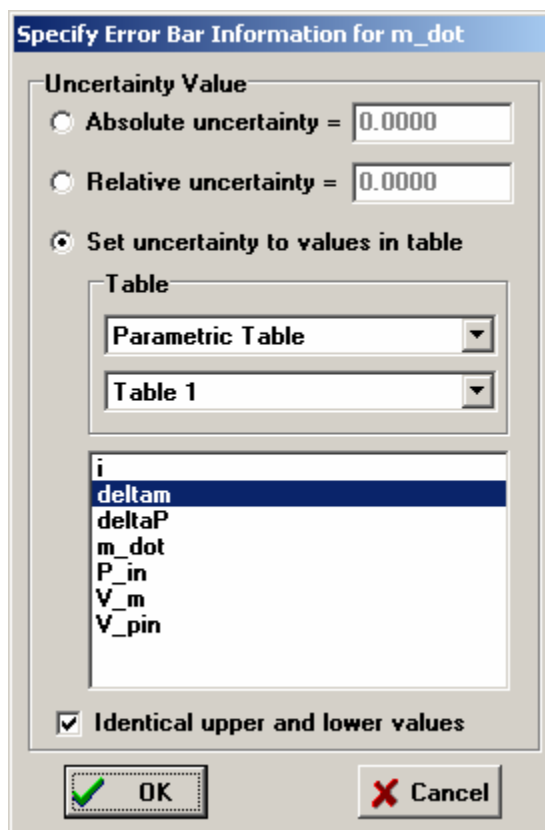 Specify Error Bar Information for m_dot
Uncertainty Value
Absolute uncertainty = 0.0000
Relative uncertainty = 0.0000
Set uncertainty to values in table
Table
Parametric Table
Table 1
i
deltam
deltaP
m_dot
P_in
V_m
V_pin
Identical upper and lower values
OK Cancel